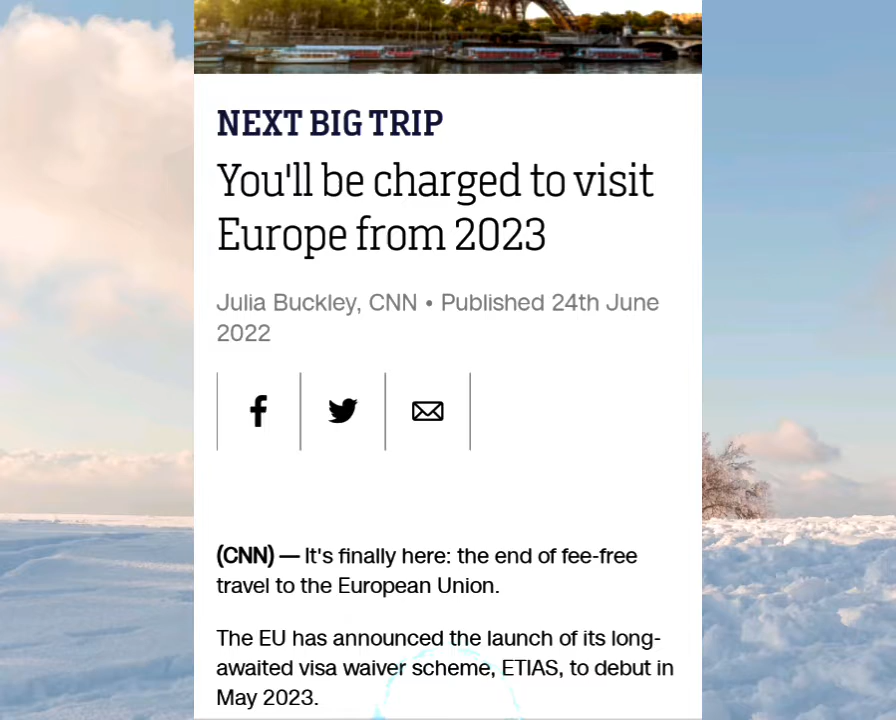 NEXT BIG TRIP
You'll be charged to visit
Europe from 2023
Julia Buckley, CNN • Published 24th June
2022
(CNN) — It's finally here: the end of fee-free
travel to the European Union.
The EU has announced the launch of its long-
awaited visa waiver scheme, ETIAS, to debut in
May 2023.